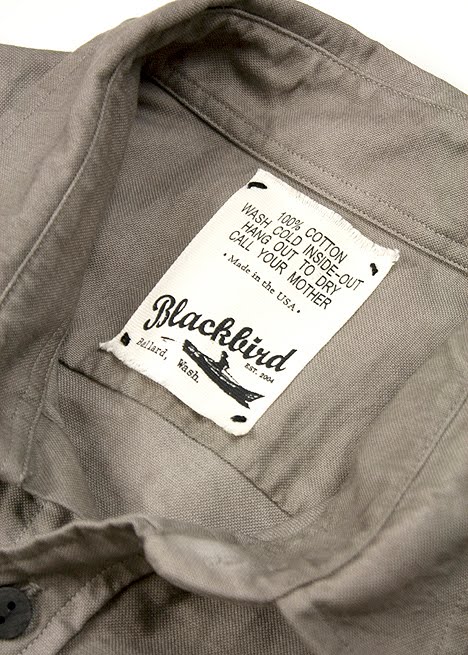 100% COTTON
WASH COLD INSIDE-OUT
HANG OUT TO DRY
CALL YOUR MOTHER
• Made in the USA •
Blackbird
EST. 2004
Ballard, Wash.